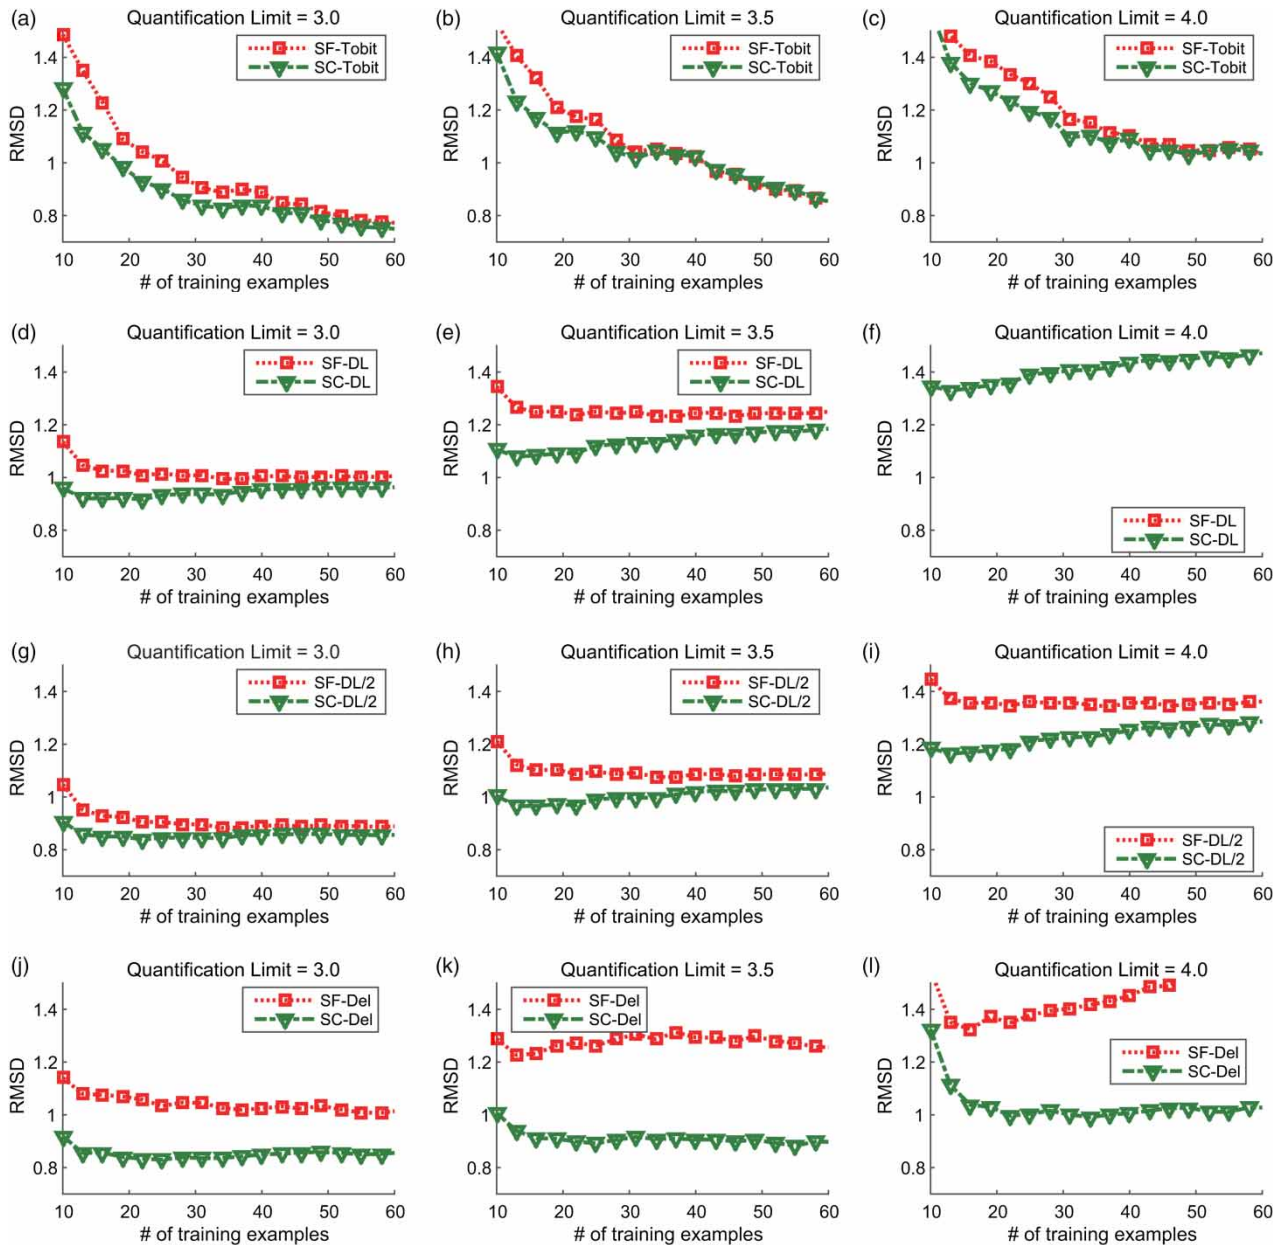 (a) Quantification Limit = 3.0
1.4
1.2
1
0.8
RMSD
SF-Tobit
SC-Tobit
10 20 30 40 50 60
# of training examples
(b) Quantification Limit = 3.5
1.4
1.2
1
0.8
RMSD
SF-Tobit
SC-Tobit
10 20 30 40 50 60
# of training examples
(c) Quantification Limit = 4.0
1.4
1.2
1
0.8
RMSD
SF-Tobit
SC-Tobit
10 20 30 40 50 60
# of training examples
(d) Quantification Limit = 3.0
1.4
1.2
1
0.8
RMSD
SF-DL
SC-DL
10 20 30 40 50 60
# of training examples
(e) Quantification Limit = 3.5
1.4
1.2
1
0.8
RMSD
SF-DL
SC-DL
10 20 30 40 50 60
# of training examples
(f) Quantification Limit = 4.0
1.4
1.2
1
0.8
RMSD
SF-DL
SC-DL
10 20 30 40 50 60
# of training examples
(g) Quantification Limit = 3.0
1.4
1.2
1
0.8
RMSD
SF-DL/2
SC-DL/2
10 20 30 40 50 60
# of training examples
(h) Quantification Limit = 3.5
1.4
1.2
1
0.8
RMSD
SF-DL/2
SC-DL/2
10 20 30 40 50 60
# of training examples
(i) Quantification Limit = 4.0
1.4
1.2
1
0.8
RMSD
SF-DL/2
SC-DL/2
10 20 30 40 50 60
# of training examples
(j) Quantification Limit = 3.0
1.4
1.2
1
0.8
RMSD
SF-Del
SC-Del
10 20 30 40 50 60
# of training examples
(k) Quantification Limit = 3.5
1.4
1.2
1
0.8
RMSD
SF-Del
SC-Del
10 20 30 40 50 60
# of training examples
(l) Quantification Limit = 4.0
1.4
1.2
1
0.8
RMSD
SF-Del
SC-Del
10 20 30 40 50 60
# of training examples